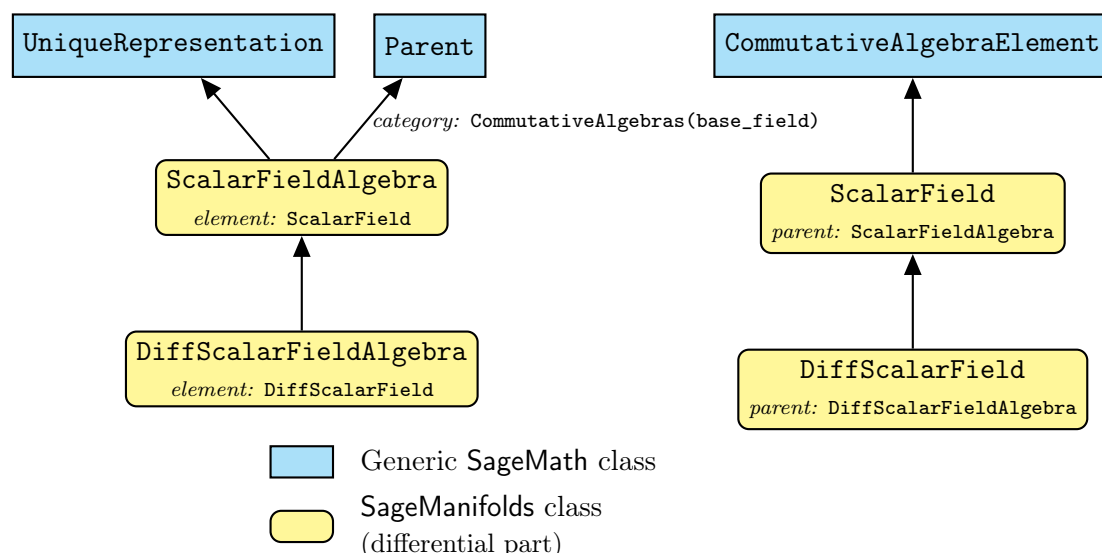 UniqueRepresentation
Parent
CommutativeAlgebraElement
category: CommutativeAlgebras(base_field)
ScalarFieldAlgebra
element: ScalarField
ScalarField
parent: ScalarFieldAlgebra
DiffScalarFieldAlgebra
element: DiffScalarField
DiffScalarField
parent: DiffScalarFieldAlgebra
Generic SageMath class
SageManifolds class
(differential part)